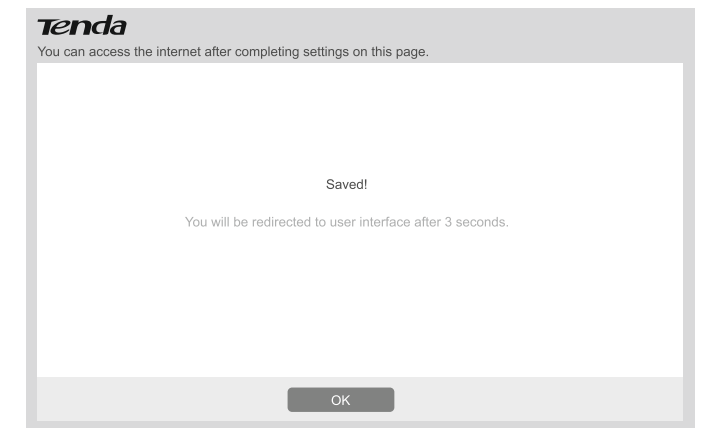 Tenda
You can access the internet after completing settings on this page.
Saved!
You will be redirected to user interface after 3 seconds.
OK